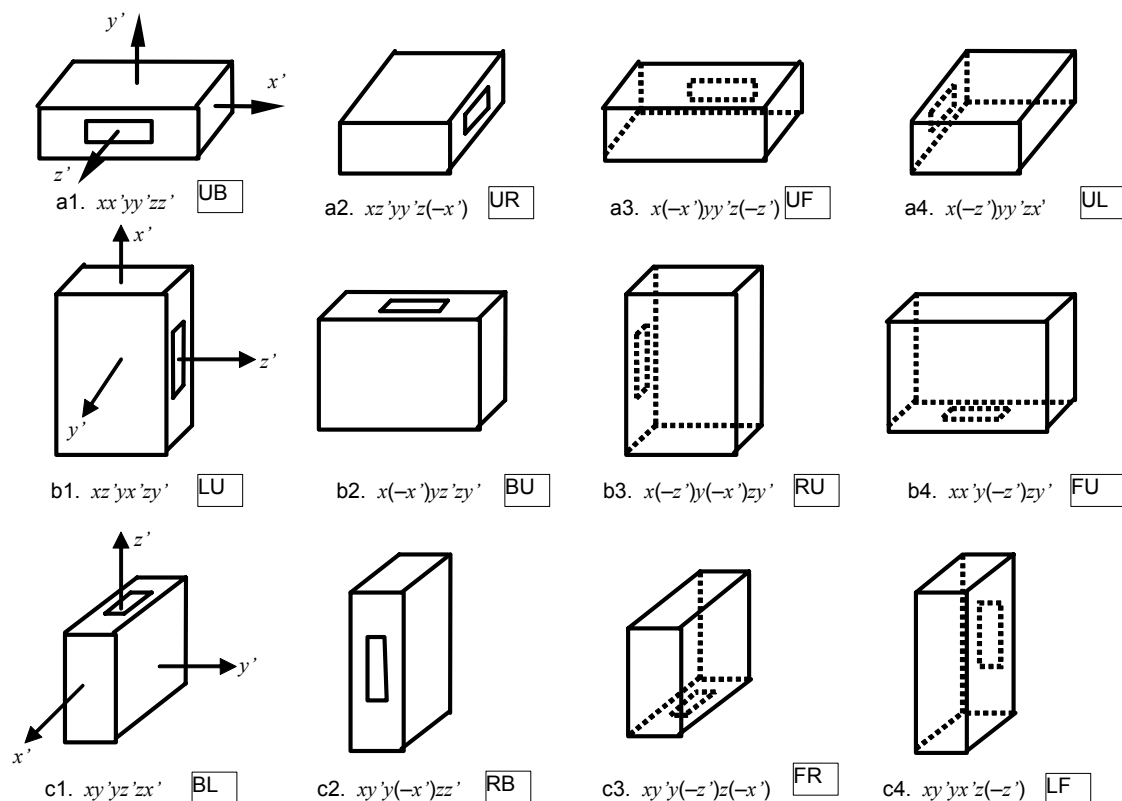 y’
x’
z’
a1. xx’yy’zz’ UB
a2. xz’yy’z(–x’) UR
a3. x(–x’)yy’z(–z’) UF
a4. x(–z’)yy’zx’ UL
x’
z’
y’
b1. xz’yx’zy’ LU
b2. x(–x’)yz’zy’ BU
b3. x(–z’)y(–x’)zy’ RU
b4. xx’y(–z’)zy’ FU
z’
y’
x’
c1. xy’yz’zx’ BL
c2. xy’y(–x’)zz’ RB
c3. xy’y(–z’)z(–x’) FR
c4. xy’yx’z(–z’) LF